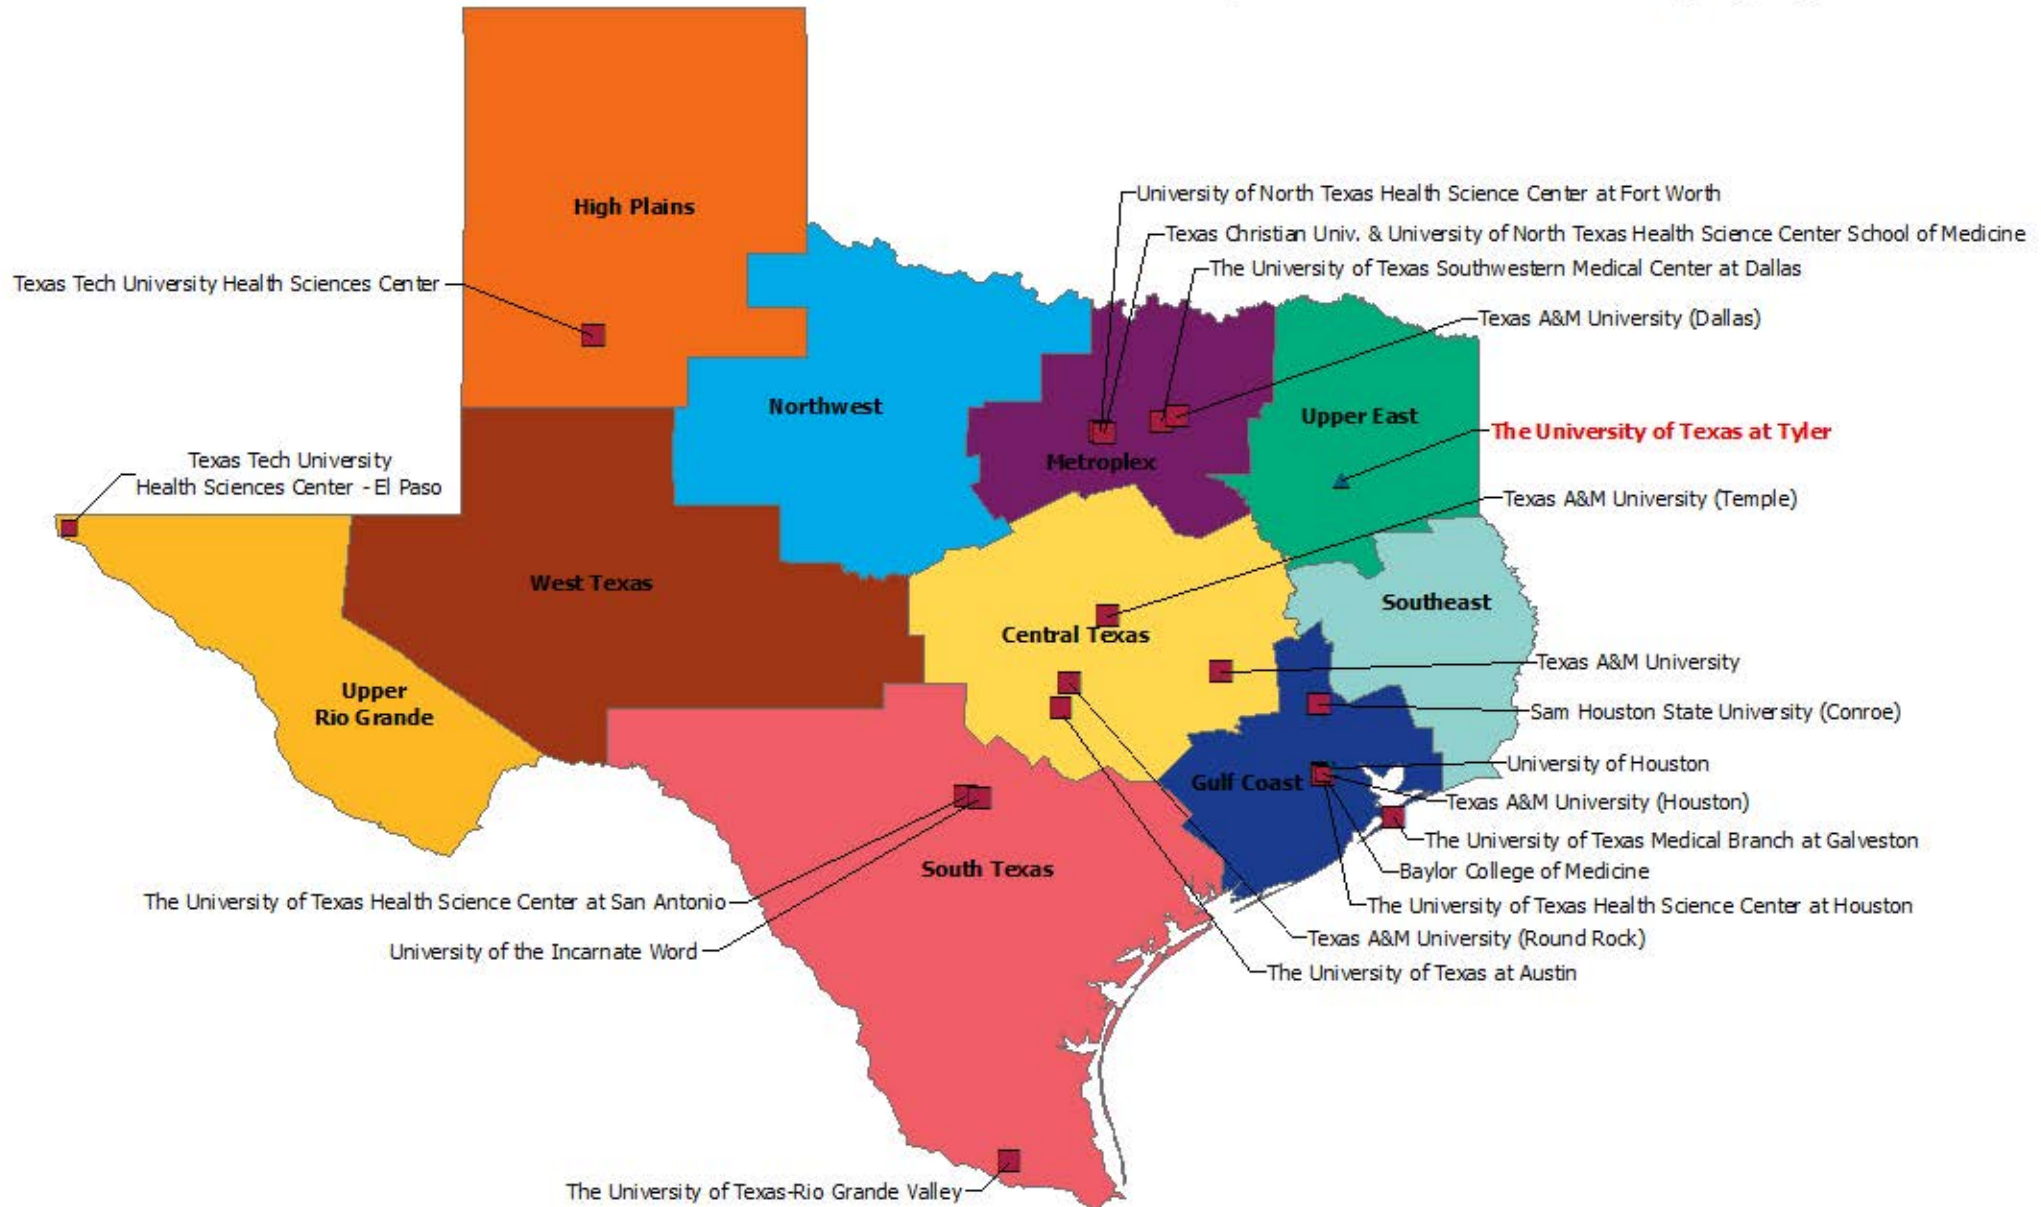 High Plains
University of North Texas Health Science Center at Fort Worth
Texas Christian Univ. & University of North Texas Health Science Center School of Medicine
The University of Texas Southwestern Medical Center at Dallas
Texas Tech University Health Sciences Center
Texas A&M University (Dallas)
Northwest
Upper East
The University of Texas at Tyler
Metroplex
Texas Tech University
Health Sciences Center - El Paso
Texas A&M University (Temple)
West Texas
Southeast
Central Texas
Texas A&M University
Upper
Rio Grande
Sam Houston State University (Conroe)
University of Houston
Gulf Coast
Texas A&M University (Houston)
The University of Texas Medical Branch at Galveston
South Texas
Baylor College of Medicine
The University of Texas Health Science Center at San Antonio
The University of Texas Health Science Center at Houston
Texas A&M University (Round Rock)
University of the Incarnate Word
The University of Texas at Austin
The University of Texas-Rio Grande Valley